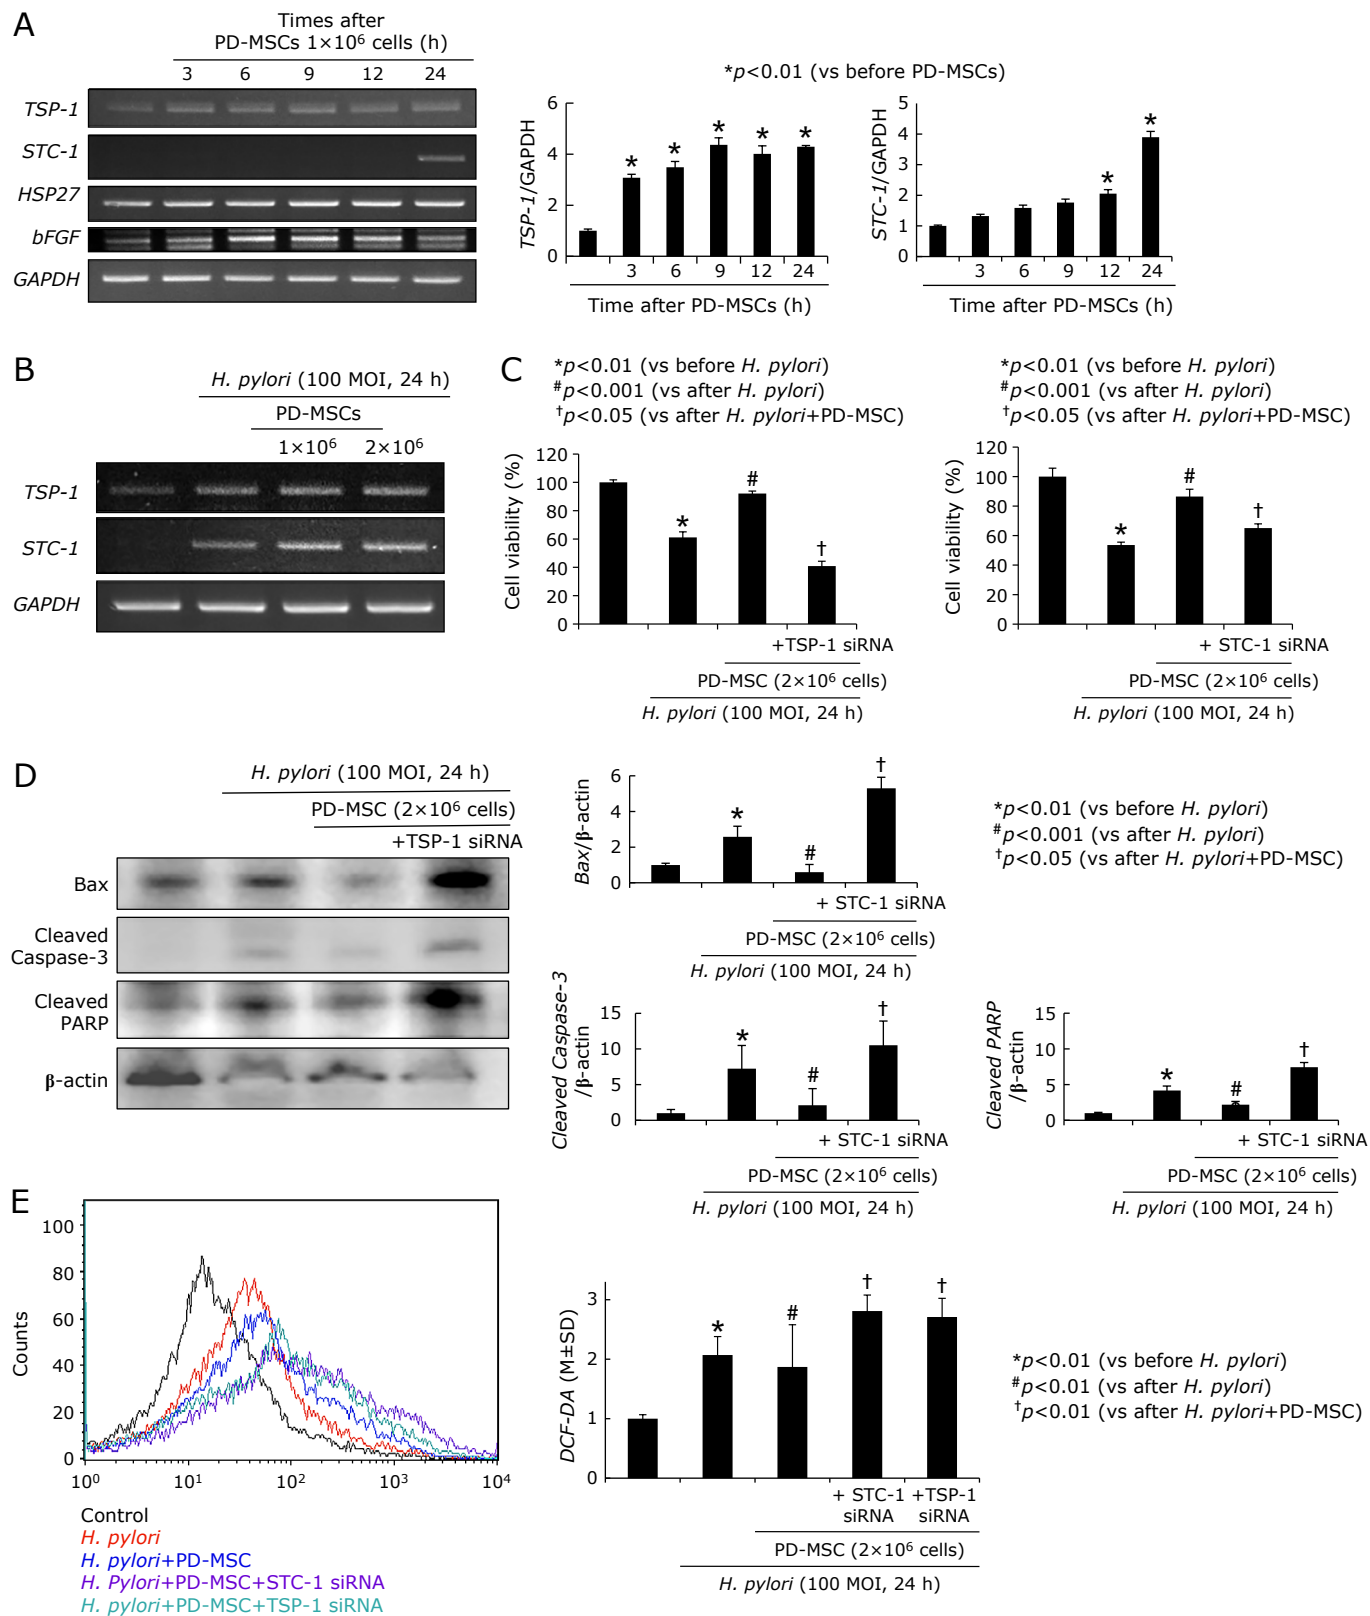 A
Times after
PD-MSCs 1×10⁶ cells (h)
3 6 9 12 24
TSP-1
STC-1
HSP27
bFGF
GAPDH
*p<0.01 (vs before PD-MSCs)
TSP-1/GAPDH
6
4
2
0
3 6 9 12 24
Time after PD-MSCs (h)
STC-1/GAPDH
5
4
3
2
1
0
3 6 9 12 24
Time after PD-MSCs (h)
* * * * *
* *
B
H. pylori (100 MOI, 24 h)
PD-MSCs
1×10⁶ 2×10⁶
TSP-1
STC-1
GAPDH
C
*p<0.01 (vs before H. pylori)
#p<0.001 (vs after H. pylori)
†p<0.05 (vs after H. pylori+PD-MSC)
Cell viability (%)
120
100
80
60
40
20
0
* # †
+TSP-1 siRNA
PD-MSC (2×10⁶ cells)
H. pylori (100 MOI, 24 h)
*p<0.01 (vs before H. pylori)
#p<0.001 (vs after H. pylori)
†p<0.05 (vs after H. pylori+PD-MSC)
Cell viability (%)
120
100
80
60
40
20
0
* # †
+ STC-1 siRNA
PD-MSC (2×10⁶ cells)
H. pylori (100 MOI, 24 h)
D
H. pylori (100 MOI, 24 h)
PD-MSC (2×10⁶ cells)
+TSP-1 siRNA
Bax
Cleaved
Caspase-3
Cleaved
PARP
β-actin
Bax/β-actin
6
4
2
0
* # †
+ STC-1 siRNA
PD-MSC (2×10⁶ cells)
H. pylori (100 MOI, 24 h)
*p<0.01 (vs before H. pylori)
#p<0.001 (vs after H. pylori)
†p<0.05 (vs after H. pylori+PD-MSC)
Cleaved Caspase-3
/β-actin
15
10
5
0
* # †
+ STC-1 siRNA
PD-MSC (2×10⁶ cells)
H. pylori (100 MOI, 24 h)
Cleaved PARP
/β-actin
15
10
5
0
* # †
+ STC-1 siRNA
PD-MSC (2×10⁶ cells)
H. pylori (100 MOI, 24 h)
E
Counts
100
80
60
40
20
0
10⁰ 10¹ 10² 10³ 10⁴
Control
H. pylori
H. pylori+PD-MSC
H. Pylori+PD-MSC+STC-1 siRNA
H. pylori+PD-MSC+TSP-1 siRNA
DCF-DA (M±SD)
3
2
1
0
* # † †
+ STC-1 +TSP-1
siRNA siRNA
PD-MSC (2×10⁶ cells)
H. pylori (100 MOI, 24 h)
*p<0.01 (vs before H. pylori)
#p<0.01 (vs after H. pylori)
†p<0.01 (vs after H. pylori+PD-MSC)